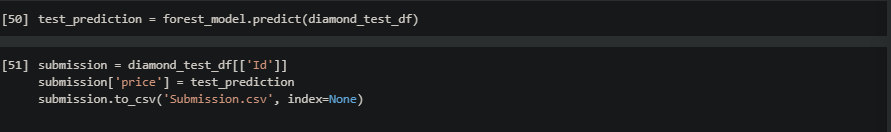 [50] test_prediction = forest_model.predict(diamond_test_df)
[51] submission = diamond_test_df[['Id']]
submission['price'] = test_prediction
submission.to_csv('Submission.csv', index=None)